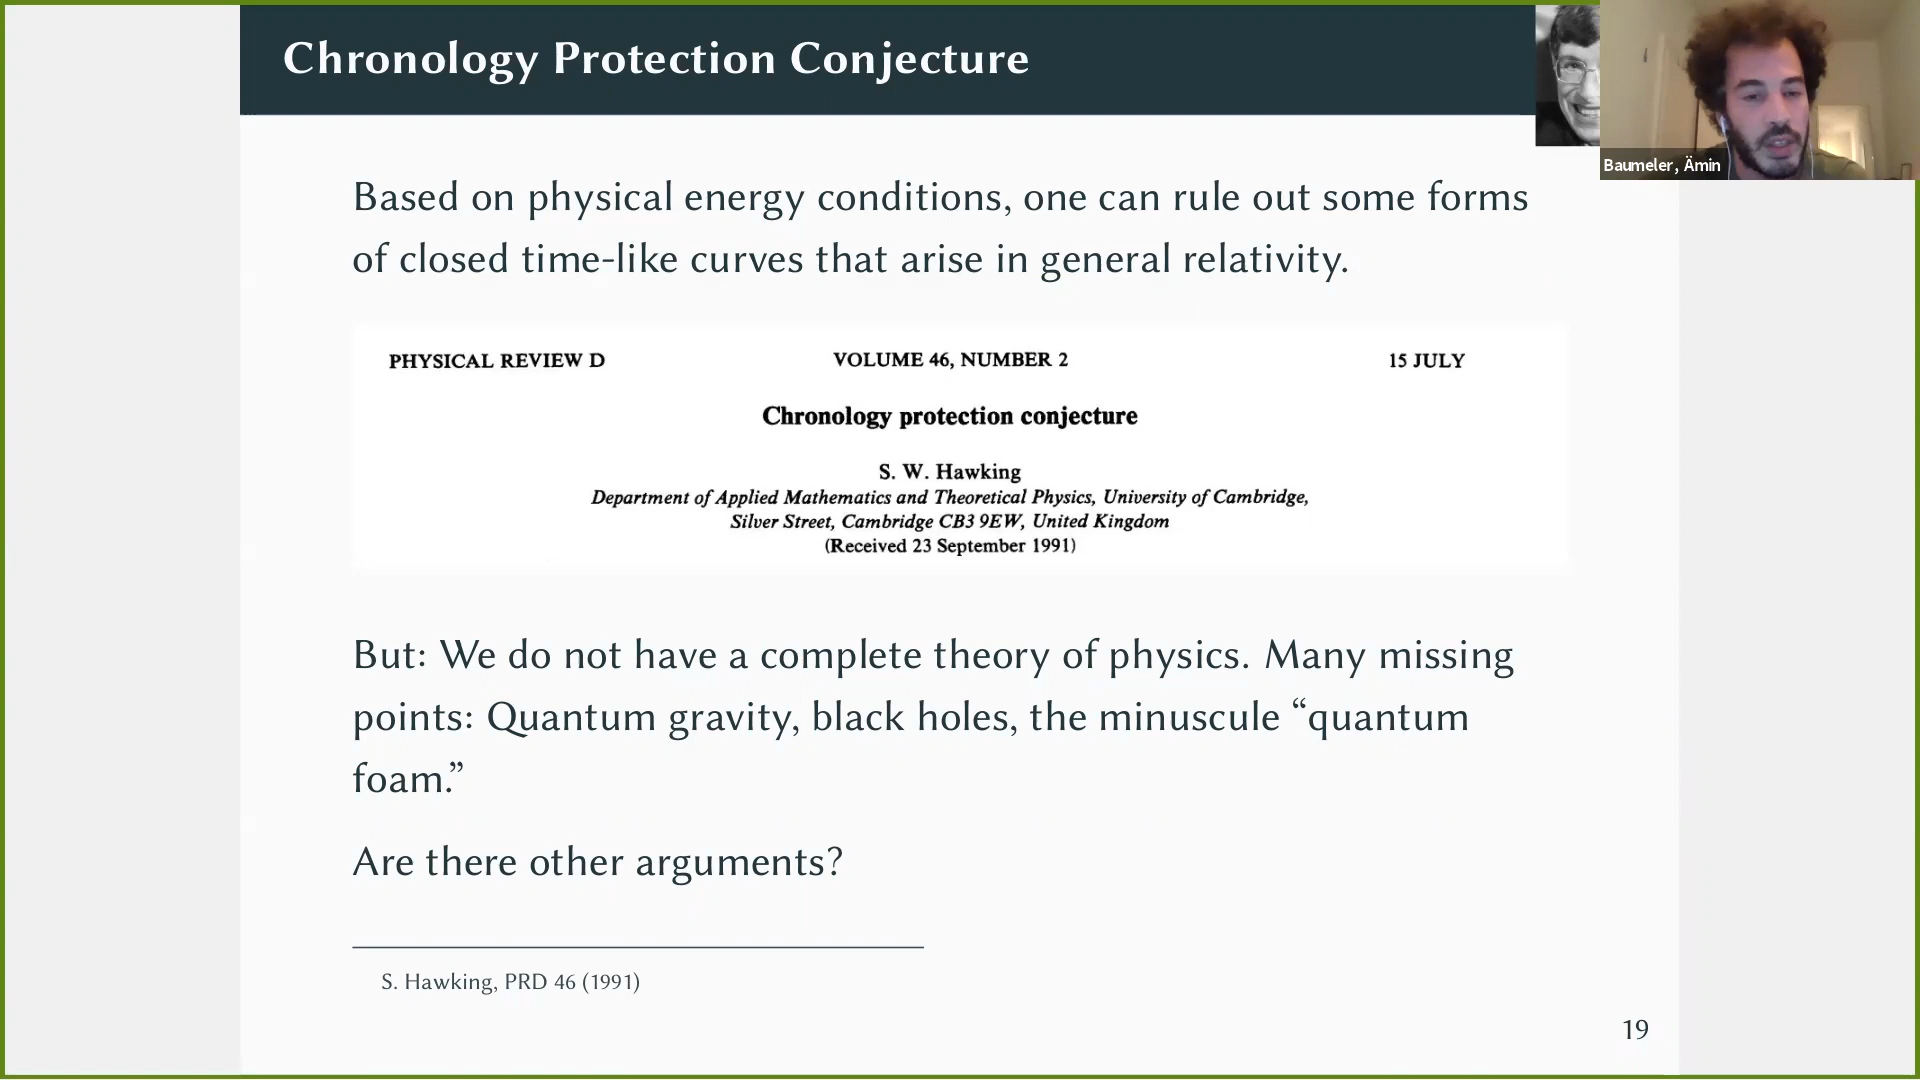 Chronology Protection Conjecture
Baumeler, Ämin
Based on physical energy conditions, one can rule out some forms
of closed time-like curves that arise in general relativity.
PHYSICAL REVIEW D VOLUME 46, NUMBER 2 15 JULY
Chronology protection conjecture
S. W. Hawking
Department of Applied Mathematics and Theoretical Physics, University of Cambridge,
Silver Street, Cambridge CB3 9EW, United Kingdom
(Received 23 September 1991)
But: We do not have a complete theory of physics. Many missing
points: Quantum gravity, black holes, the minuscule “quantum
foam.”
Are there other arguments?
S. Hawking, PRD 46 (1991)
19